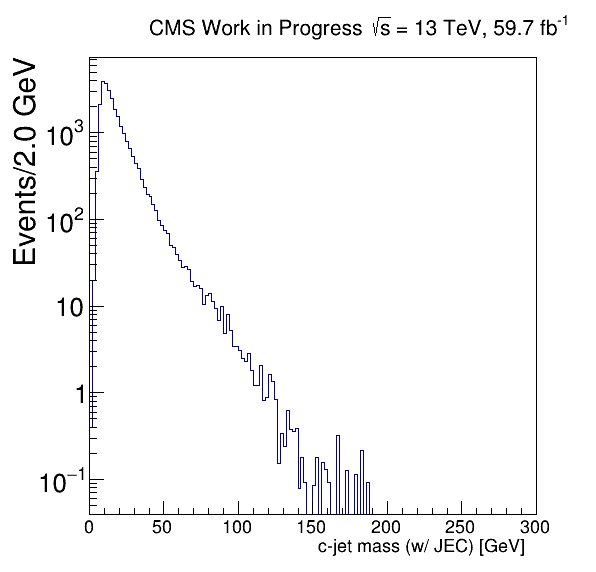 CMS Work in Progress √s = 13 TeV, 59.7 fb⁻¹
Events/2.0 GeV
10³
10²
10
1
10⁻¹
0 50 100 150 200 250 300
c-jet mass (w/ JEC) [GeV]